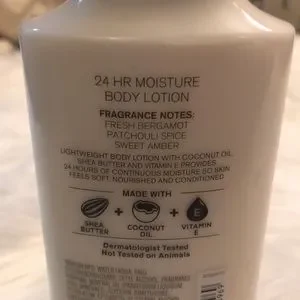 24 HR MOISTURE
BODY LOTION
FRAGRANCE NOTES:
FRESH BERGAMOT
PATCHOULI SPICE
SWEET AMBER
LIGHTWEIGHT BODY LOTION WITH COCONUT OIL,
SHEA BUTTER AND VITAMIN E PROVIDES
24 HOURS OF CONTINUOUS MOISTURE SO SKIN
FEELS SOFT, NOURISHED AND CONDITIONED
MADE WITH
+ + E
SHEA BUTTER
COCONUT OIL
VITAMIN E
Dermatologist Tested
Not Tested on Animals